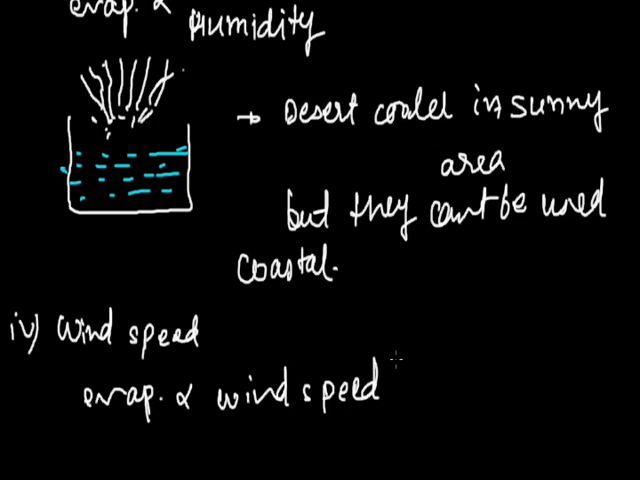 evap. ∝ Humidity
→ Desert cooler in sunny
area
but they can't be used
coastal.
iv) Wind speed
evap. ∝ wind speed